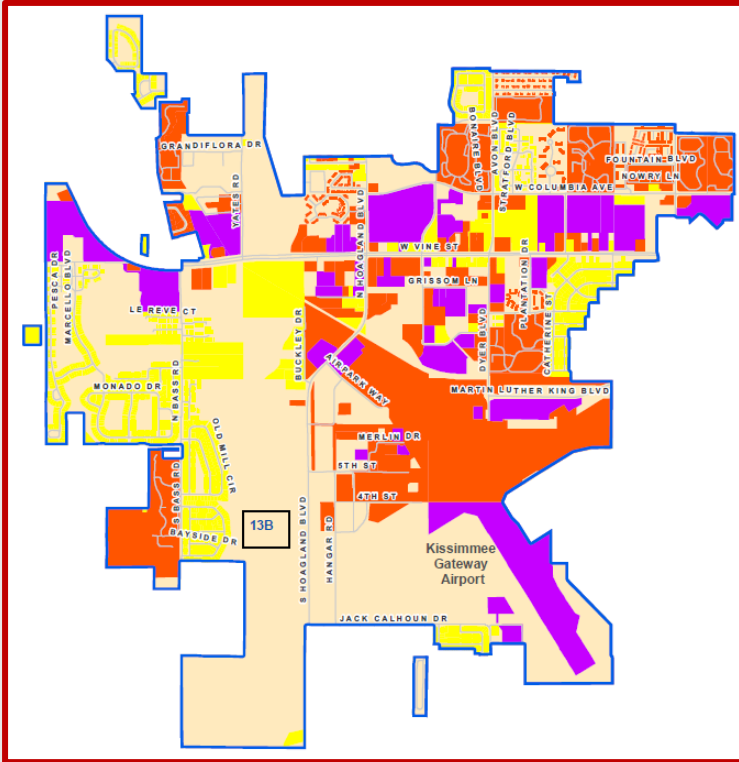 GRANDIFLORA DR
YATES RD
N HOAGLAND BLVD
BONAIRE BLVD
AVON BLVD
STRATFORD BLVD
FOUNTAIN BLVD
NOWRY LN
W COLUMBIA AVE
W VINE ST
PESCA DR
MARCELLO BLVD
LE REVE CT
GRISSOM LN
PLANTATION DR
CATHERINE ST
DYER BLVD
BUCKLEY DR
AIRPARK WAY
MONADO DR
N BASS RD
MARTIN LUTHER KING BLVD
OLD MILL CIR
MERLIN DR
5TH ST
4TH ST
S BASS RD
BAYSIDE DR
13B
S HOAGLAND BLVD
HANGAR RD
Kissimmee
Gateway
Airport
JACK CALHOUN DR